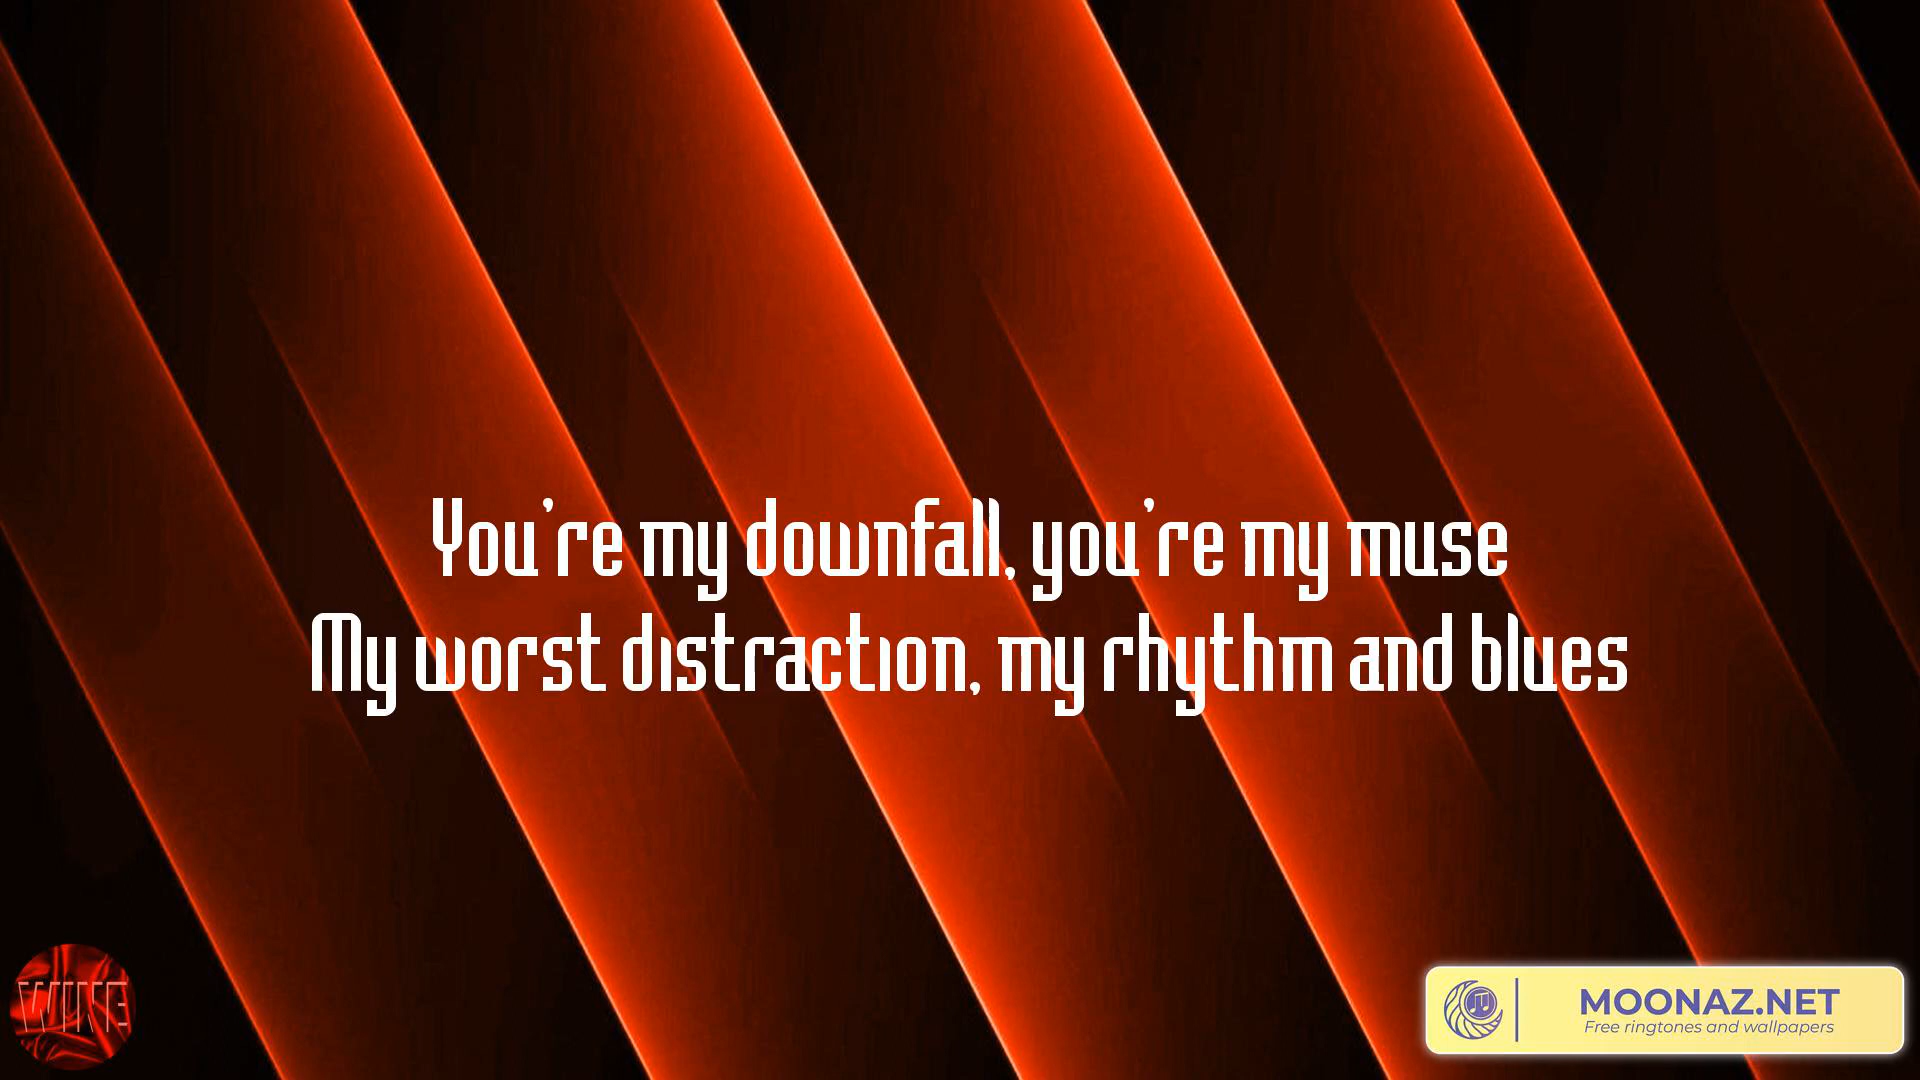 You're my downfall, you're my muse
My worst distraction, my rhythm and blues
WINE
MOONAZ.NET
Free ringtones and wallpapers